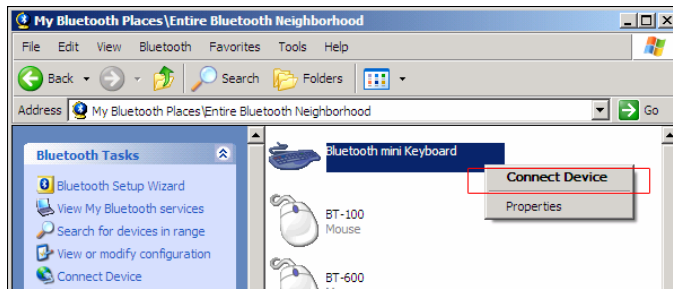 My Bluetooth Places\Entire Bluetooth Neighborhood
File Edit View Bluetooth Favorites Tools Help
Back Search Folders
Address My Bluetooth Places\Entire Bluetooth Neighborhood Go
Bluetooth Tasks
Bluetooth Setup Wizard
View My Bluetooth services
Search for devices in range
View or modify configuration
Connect Device
Bluetooth mini Keyboard
Connect Device
Properties
BT-100
Mouse
BT-600